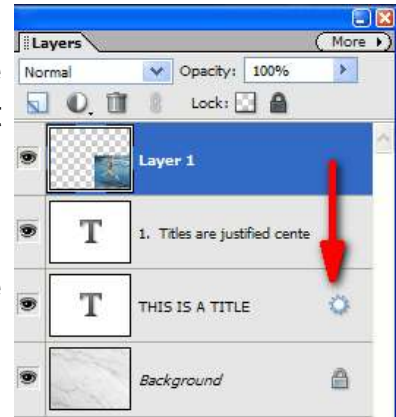 Layers More
Normal Opacity: 100%
Lock:
Layer 1
T 1. Titles are justified cente
T THIS IS A TITLE
Background